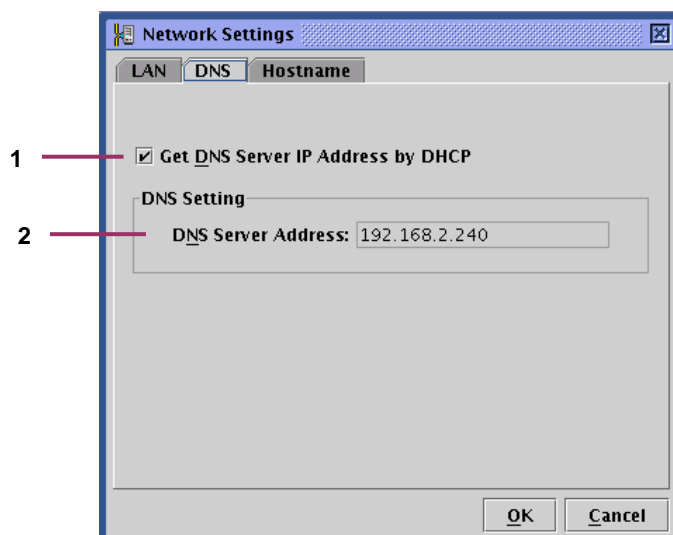 Network Settings
LAN DNS Hostname
1 Get DNS Server IP Address by DHCP
DNS Setting
2 DNS Server Address: 192.168.2.240
OK Cancel